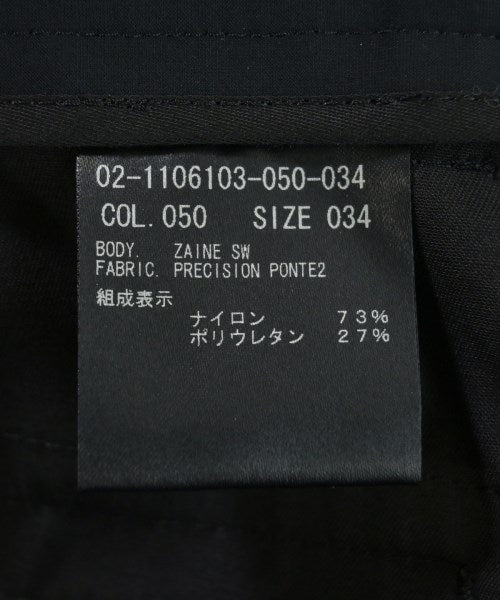 02-1106103-050-034
COL. 050 SIZE 034
BODY. ZAINE SW
FABRIC. PRECISION PONTE2
組成表示
ナイロン 73%
ポリウレタン 27%